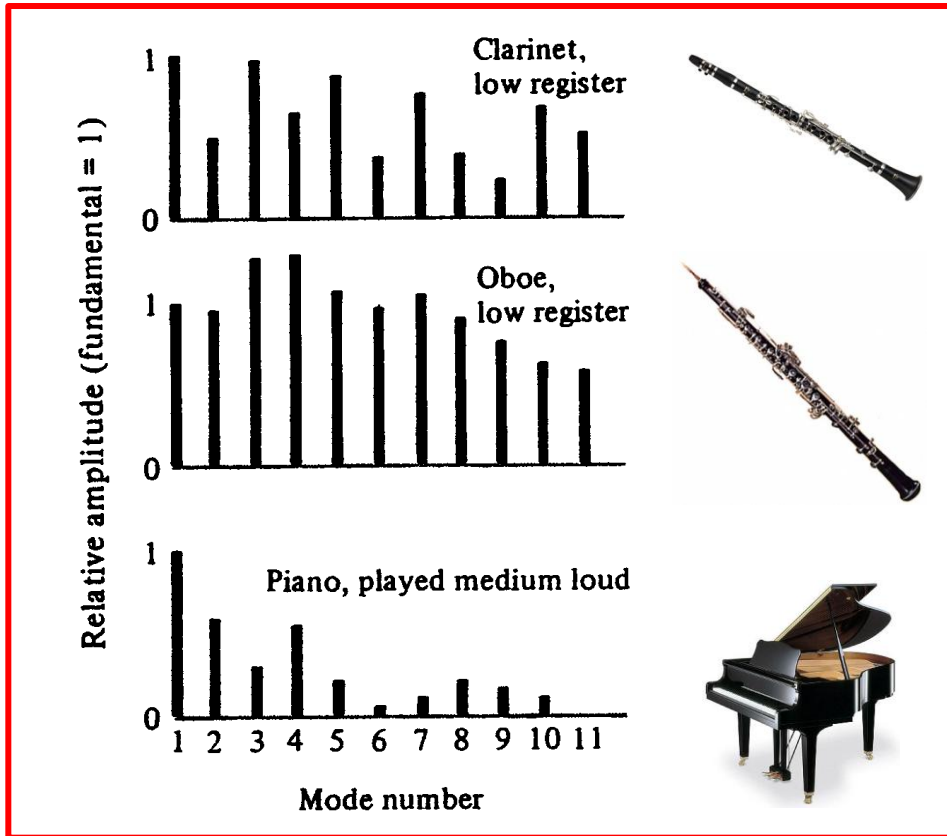 Relative amplitude (fundamental = 1)
1
Clarinet,
low register
0
1
Oboe,
low register
0
1
Piano, played medium loud
0
1 2 3 4 5 6 7 8 9 10 11
Mode number